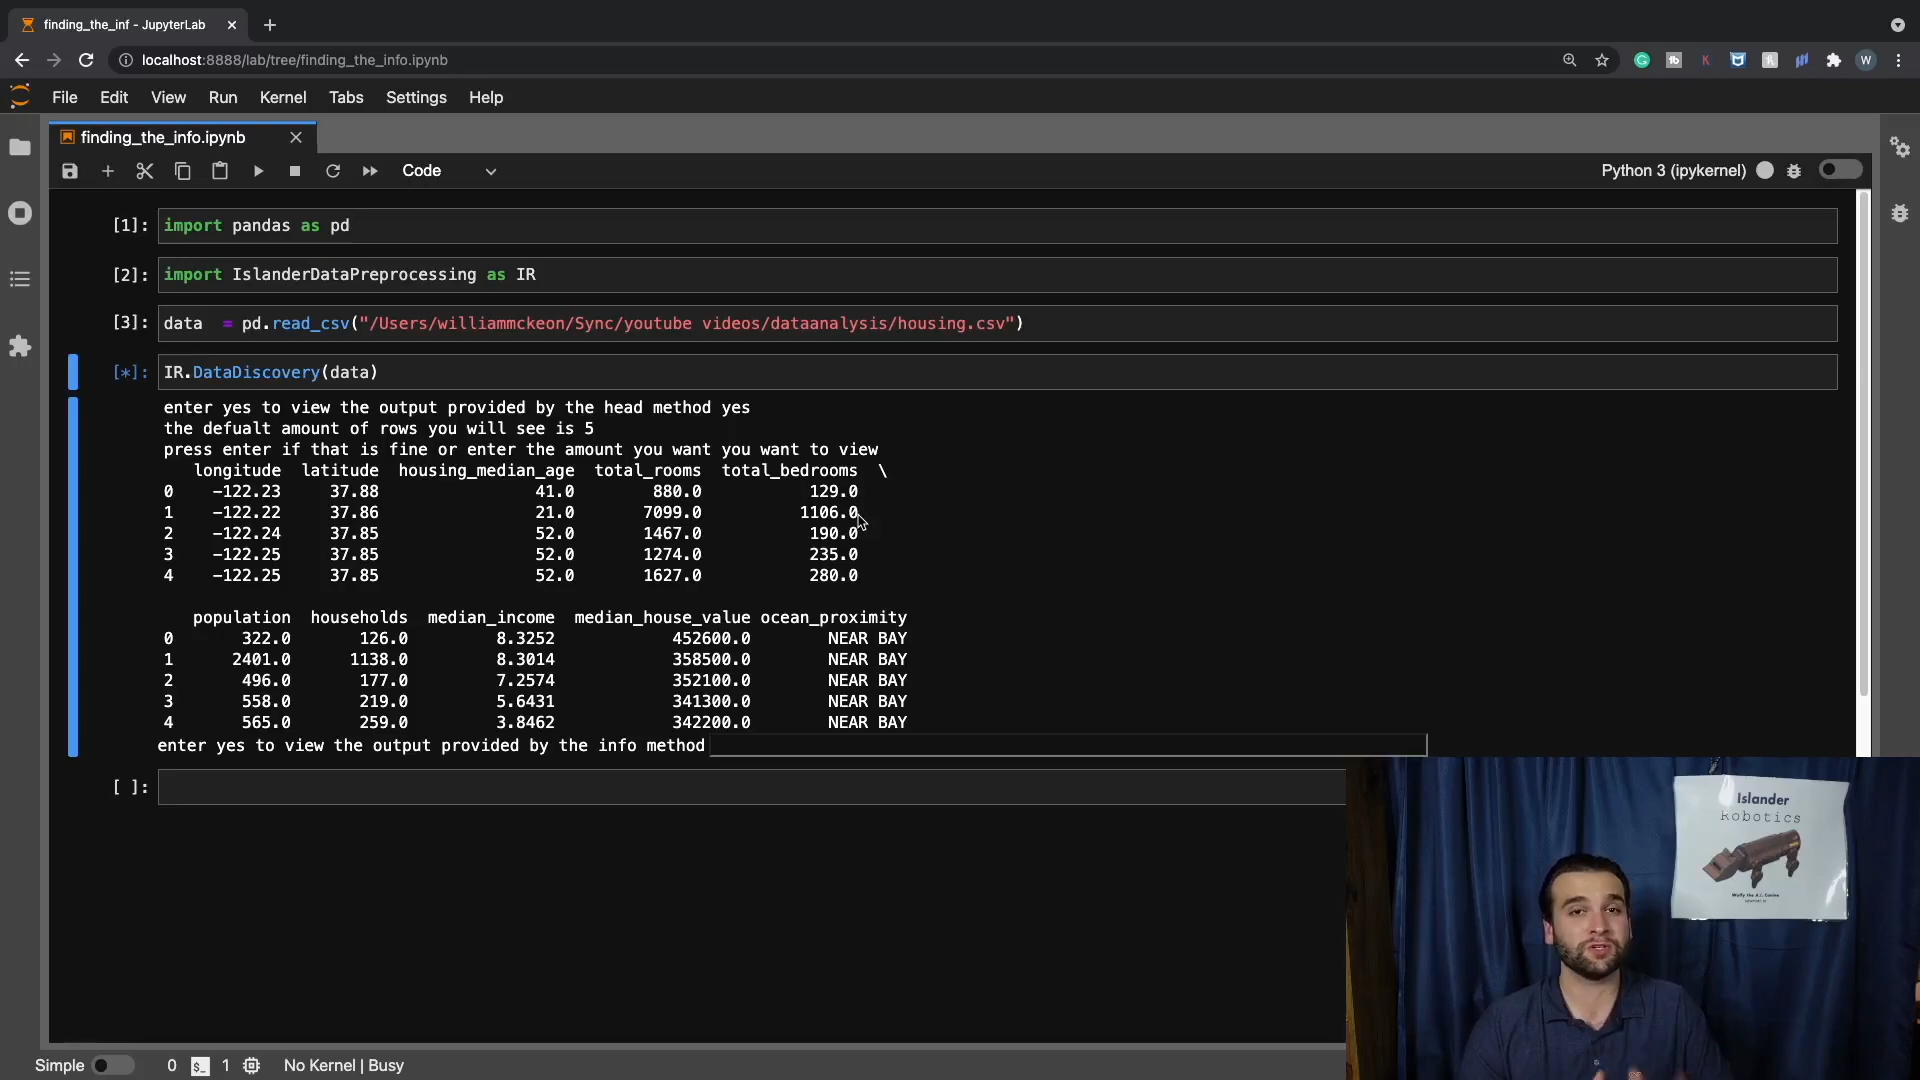 finding_the_inf - JupyterLab
localhost:8888/lab/tree/finding_the_info.ipynb
File Edit View Run Kernel Tabs Settings Help
finding_the_info.ipynb
Code
Python 3 (ipykernel)
[1]: import pandas as pd
[2]: import IslanderDataPreprocessing as IR
[3]: data = pd.read_csv("/Users/williammckeon/Sync/youtube videos/dataanalysis/housing.csv")
[*]: IR.DataDiscovery(data)
enter yes to view the output provided by the head method yes
the defualt amount of rows you will see is 5
press enter if that is fine or enter the amount you want you want to view
longitude latitude housing_median_age total_rooms total_bedrooms \
0 -122.23 37.88 41.0 880.0 129.0
1 -122.22 37.86 21.0 7099.0 1106.0
2 -122.24 37.85 52.0 1467.0 190.0
3 -122.25 37.85 52.0 1274.0 235.0
4 -122.25 37.85 52.0 1627.0 280.0
population households median_income median_house_value ocean_proximity
0 322.0 126.0 8.3252 452600.0 NEAR BAY
1 2401.0 1138.0 8.3014 358500.0 NEAR BAY
2 496.0 177.0 7.2574 352100.0 NEAR BAY
3 558.0 219.0 5.6431 341300.0 NEAR BAY
4 565.0 259.0 3.8462 342200.0 NEAR BAY
enter yes to view the output provided by the info method
[ ]:
Islander
Robotics
Simple 0 $_ 1 No Kernel | Busy